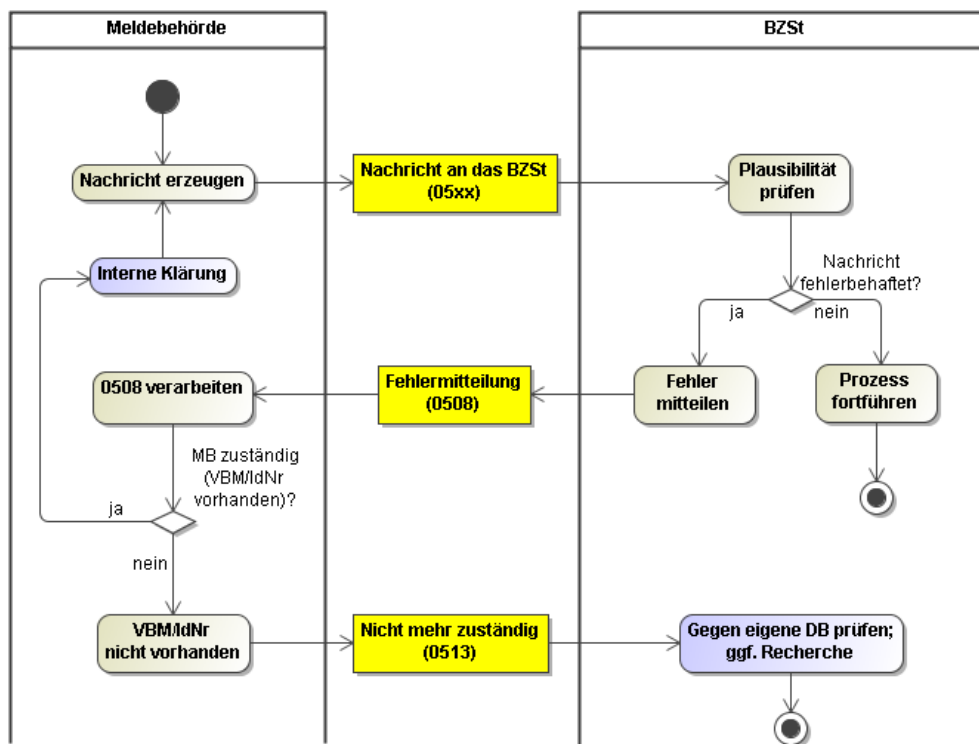 Meldebehörde
BZSt
Nachricht erzeugen
Nachricht an das BZSt
(05xx)
Plausibilität
prüfen
Interne Klärung
Nachricht
fehlerbehaftet?
ja
nein
0508 verarbeiten
Fehlermitteilung
(0508)
Fehler
mitteilen
Prozess
fortführen
MB zuständig
(VBM/IdNr
vorhanden)?
ja
nein
VBM/IdNr
nicht vorhanden
Nicht mehr zuständig
(0513)
Gegen eigene DB prüfen;
ggf. Recherche